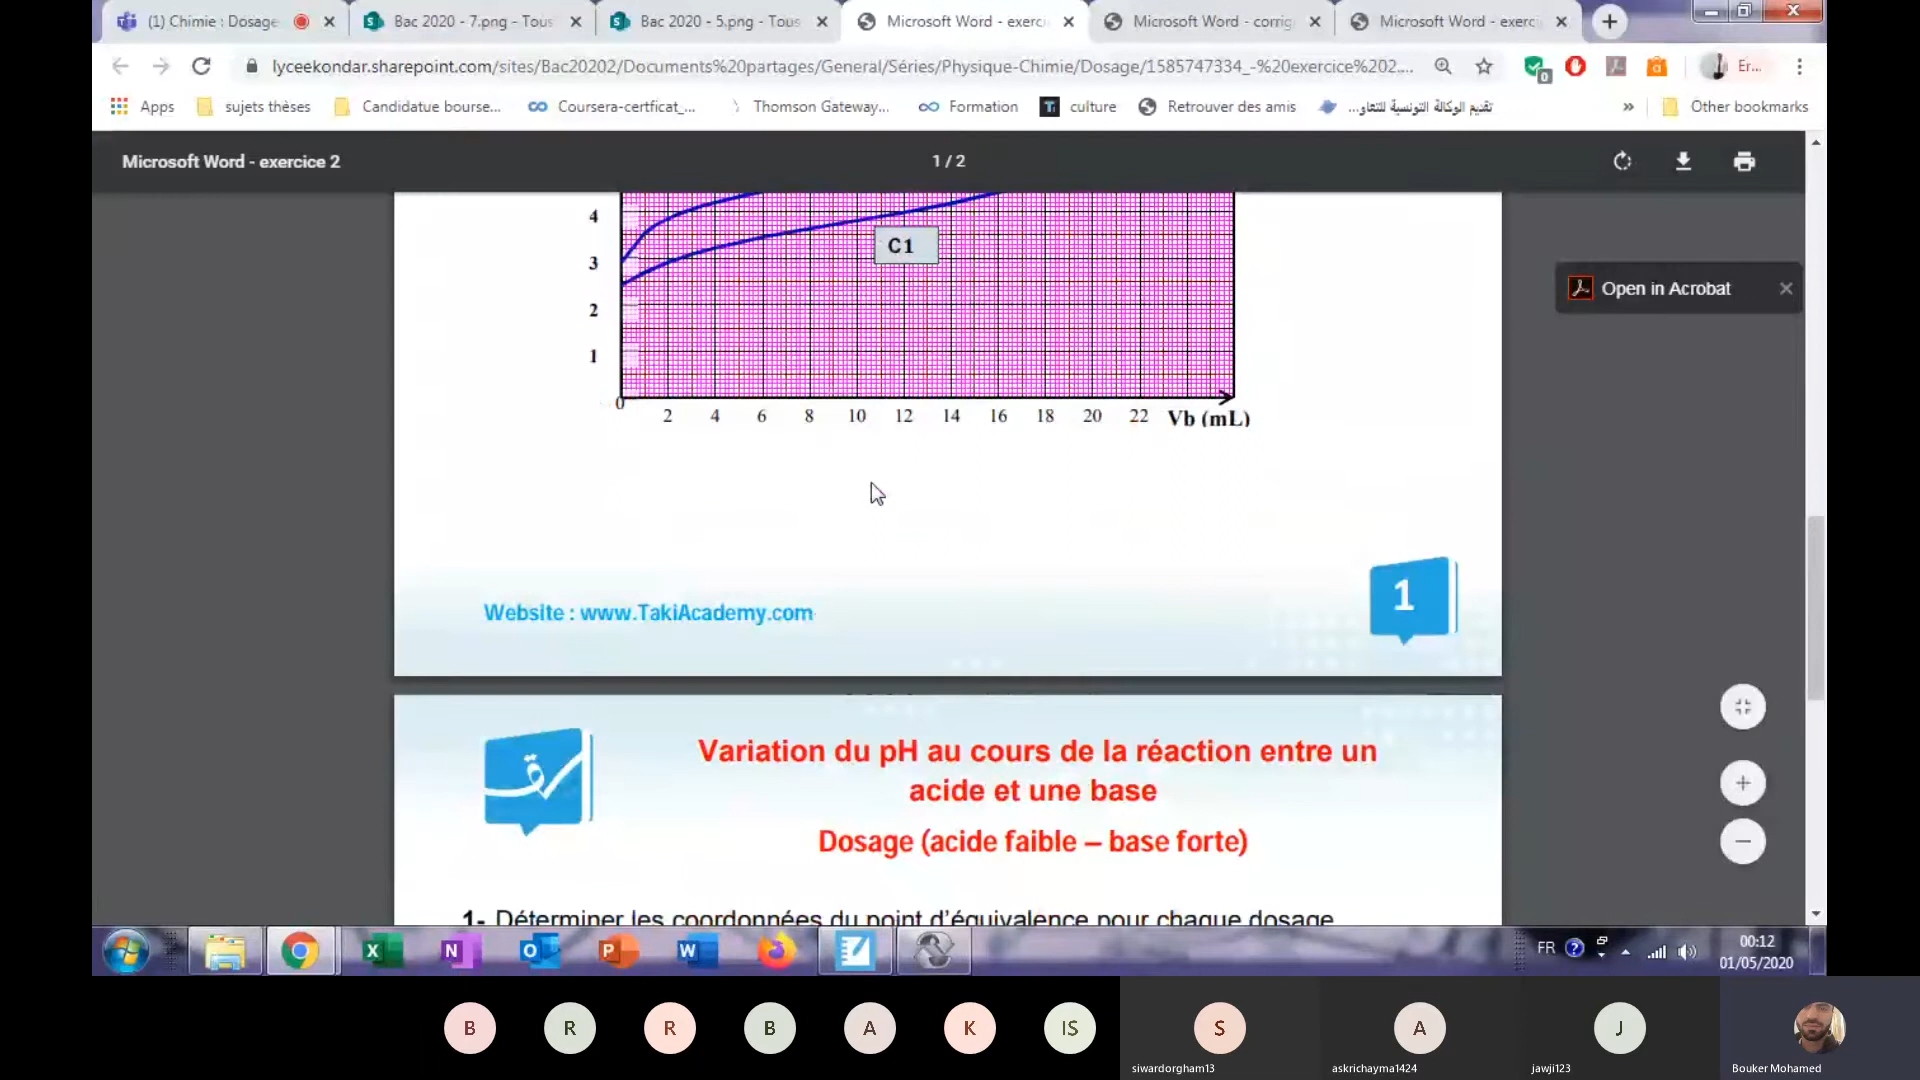 (1) Chimie : Dosage
Bac 2020 - 7.png - Tous
Bac 2020 - 5.png - Tous
Microsoft Word - exerci
Microsoft Word - corrig
Microsoft Word - exerci
lyceekondar.sharepoint.com/sites/Bac20202/Documents%20partages/General/Séries/Physique-Chimie/Dosage/1585747334_-%20exercice%202....
0
Er...
Apps
sujets thèses
Candidatue bourse...
Coursera-certficat_...
Thomson Gateway...
Formation
culture
Retrouver des amis
تقديم الوكالة التونسية للتعاو...
»
Other bookmarks
Microsoft Word - exercice 2
1 / 2
Open in Acrobat
4
3
2
1
C1
0
2 4 6 8 10 12 14 16 18 20 22 Vb (mL)
Website : www.TakiAcademy.com
1
Variation du pH au cours de la réaction entre un
acide et une base
Dosage (acide faible – base forte)
1- Déterminer les coordonnées du point d'équivalence pour chaque dosage
FR
00:12
01/05/2020
B R R B A K IS S A J
siwardorgham13
askrichayma1424
jawji123
Bouker Mohamed